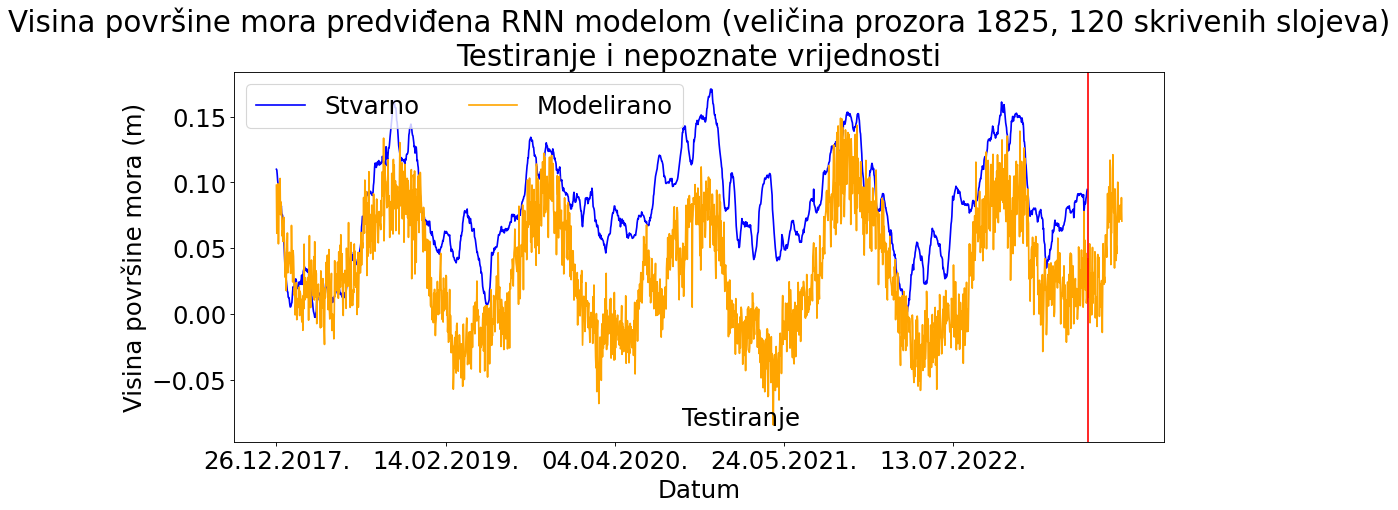 Visina površine mora predviđena RNN modelom (veličina prozora 1825, 120 skrivenih slojeva)
Testiranje i nepoznate vrijednosti
Stvarno Modelirano
Visina površine mora (m)
0.15
0.10
0.05
0.00
−0.05
Testiranje
26.12.2017. 14.02.2019. 04.04.2020. 24.05.2021. 13.07.2022.
Datum